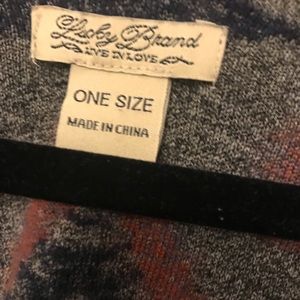 Lucky Brand
LIVE IN LOVE
ONE SIZE
MADE IN CHINA